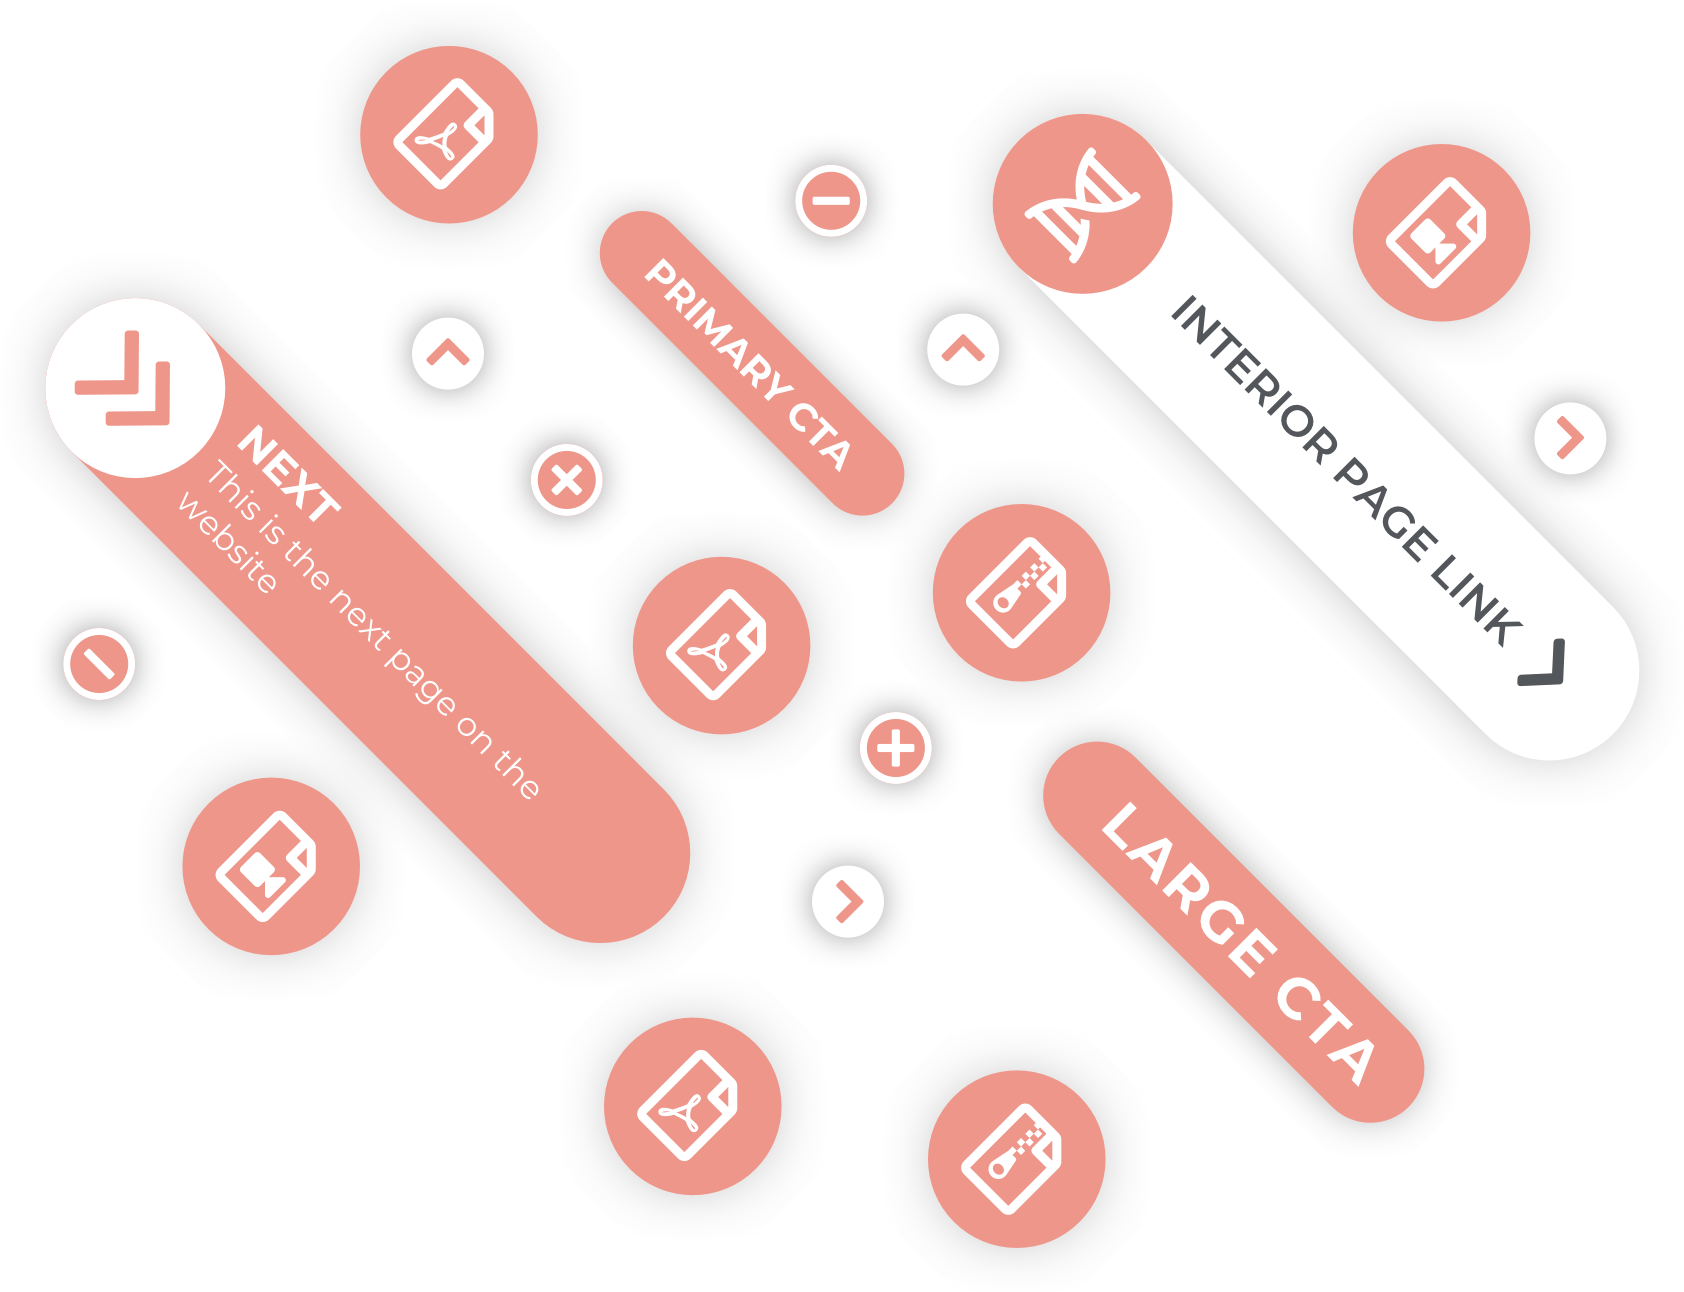 PRIMARY CTA
INTERIOR PAGE LINK
NEXT
This is the next page on the
website
LARGE CTA